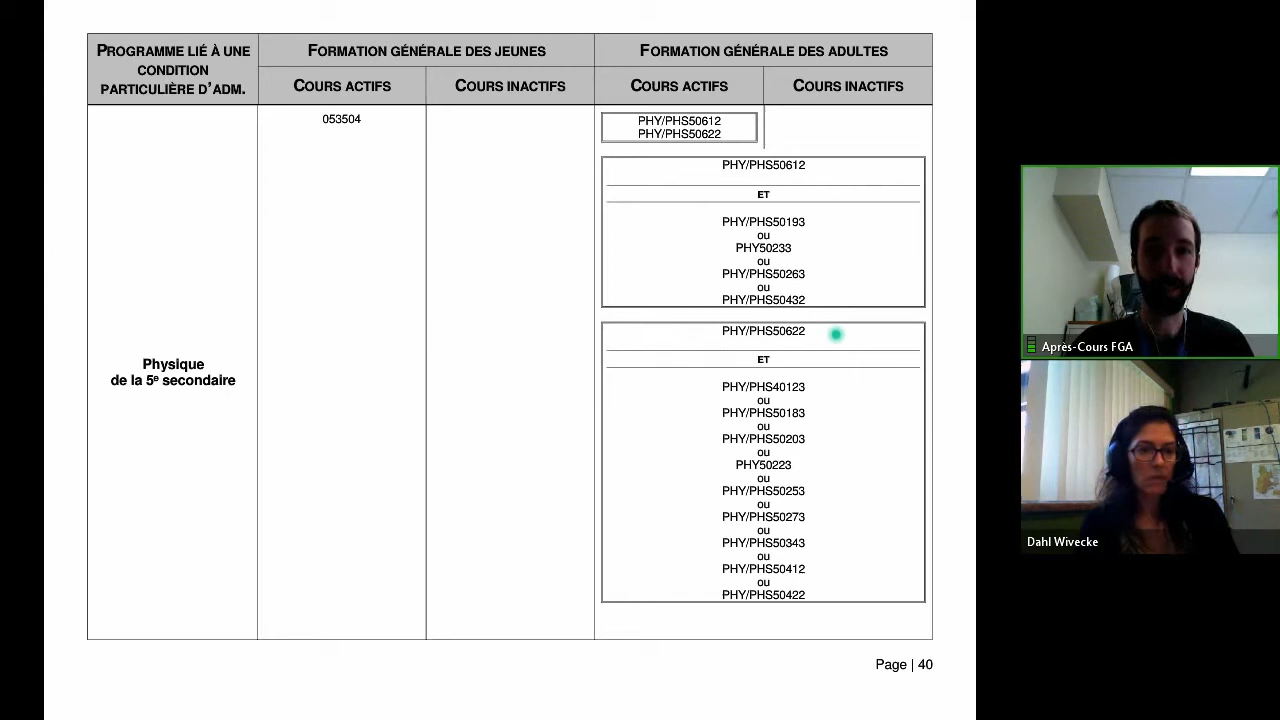 PROGRAMME LIÉ À UNE
CONDITION
PARTICULIÈRE D'ADM.
FORMATION GÉNÉRALE DES JEUNES
FORMATION GÉNÉRALE DES ADULTES
COURS ACTIFS
COURS INACTIFS
COURS ACTIFS
COURS INACTIFS
Physique
de la 5e secondaire
053504
PHY/PHS50612
PHY/PHS50622
PHY/PHS50612
ET
PHY/PHS50193
ou
PHY50233
ou
PHY/PHS50263
ou
PHY/PHS50432
PHY/PHS50622
ET
PHY/PHS40123
ou
PHY/PHS50183
ou
PHY/PHS50203
ou
PHY50223
ou
PHY/PHS50253
ou
PHY/PHS50273
ou
PHY/PHS50343
ou
PHY/PHS50412
ou
PHY/PHS50422
Page | 40
Après-Cours FGA
Dahl Wivecke